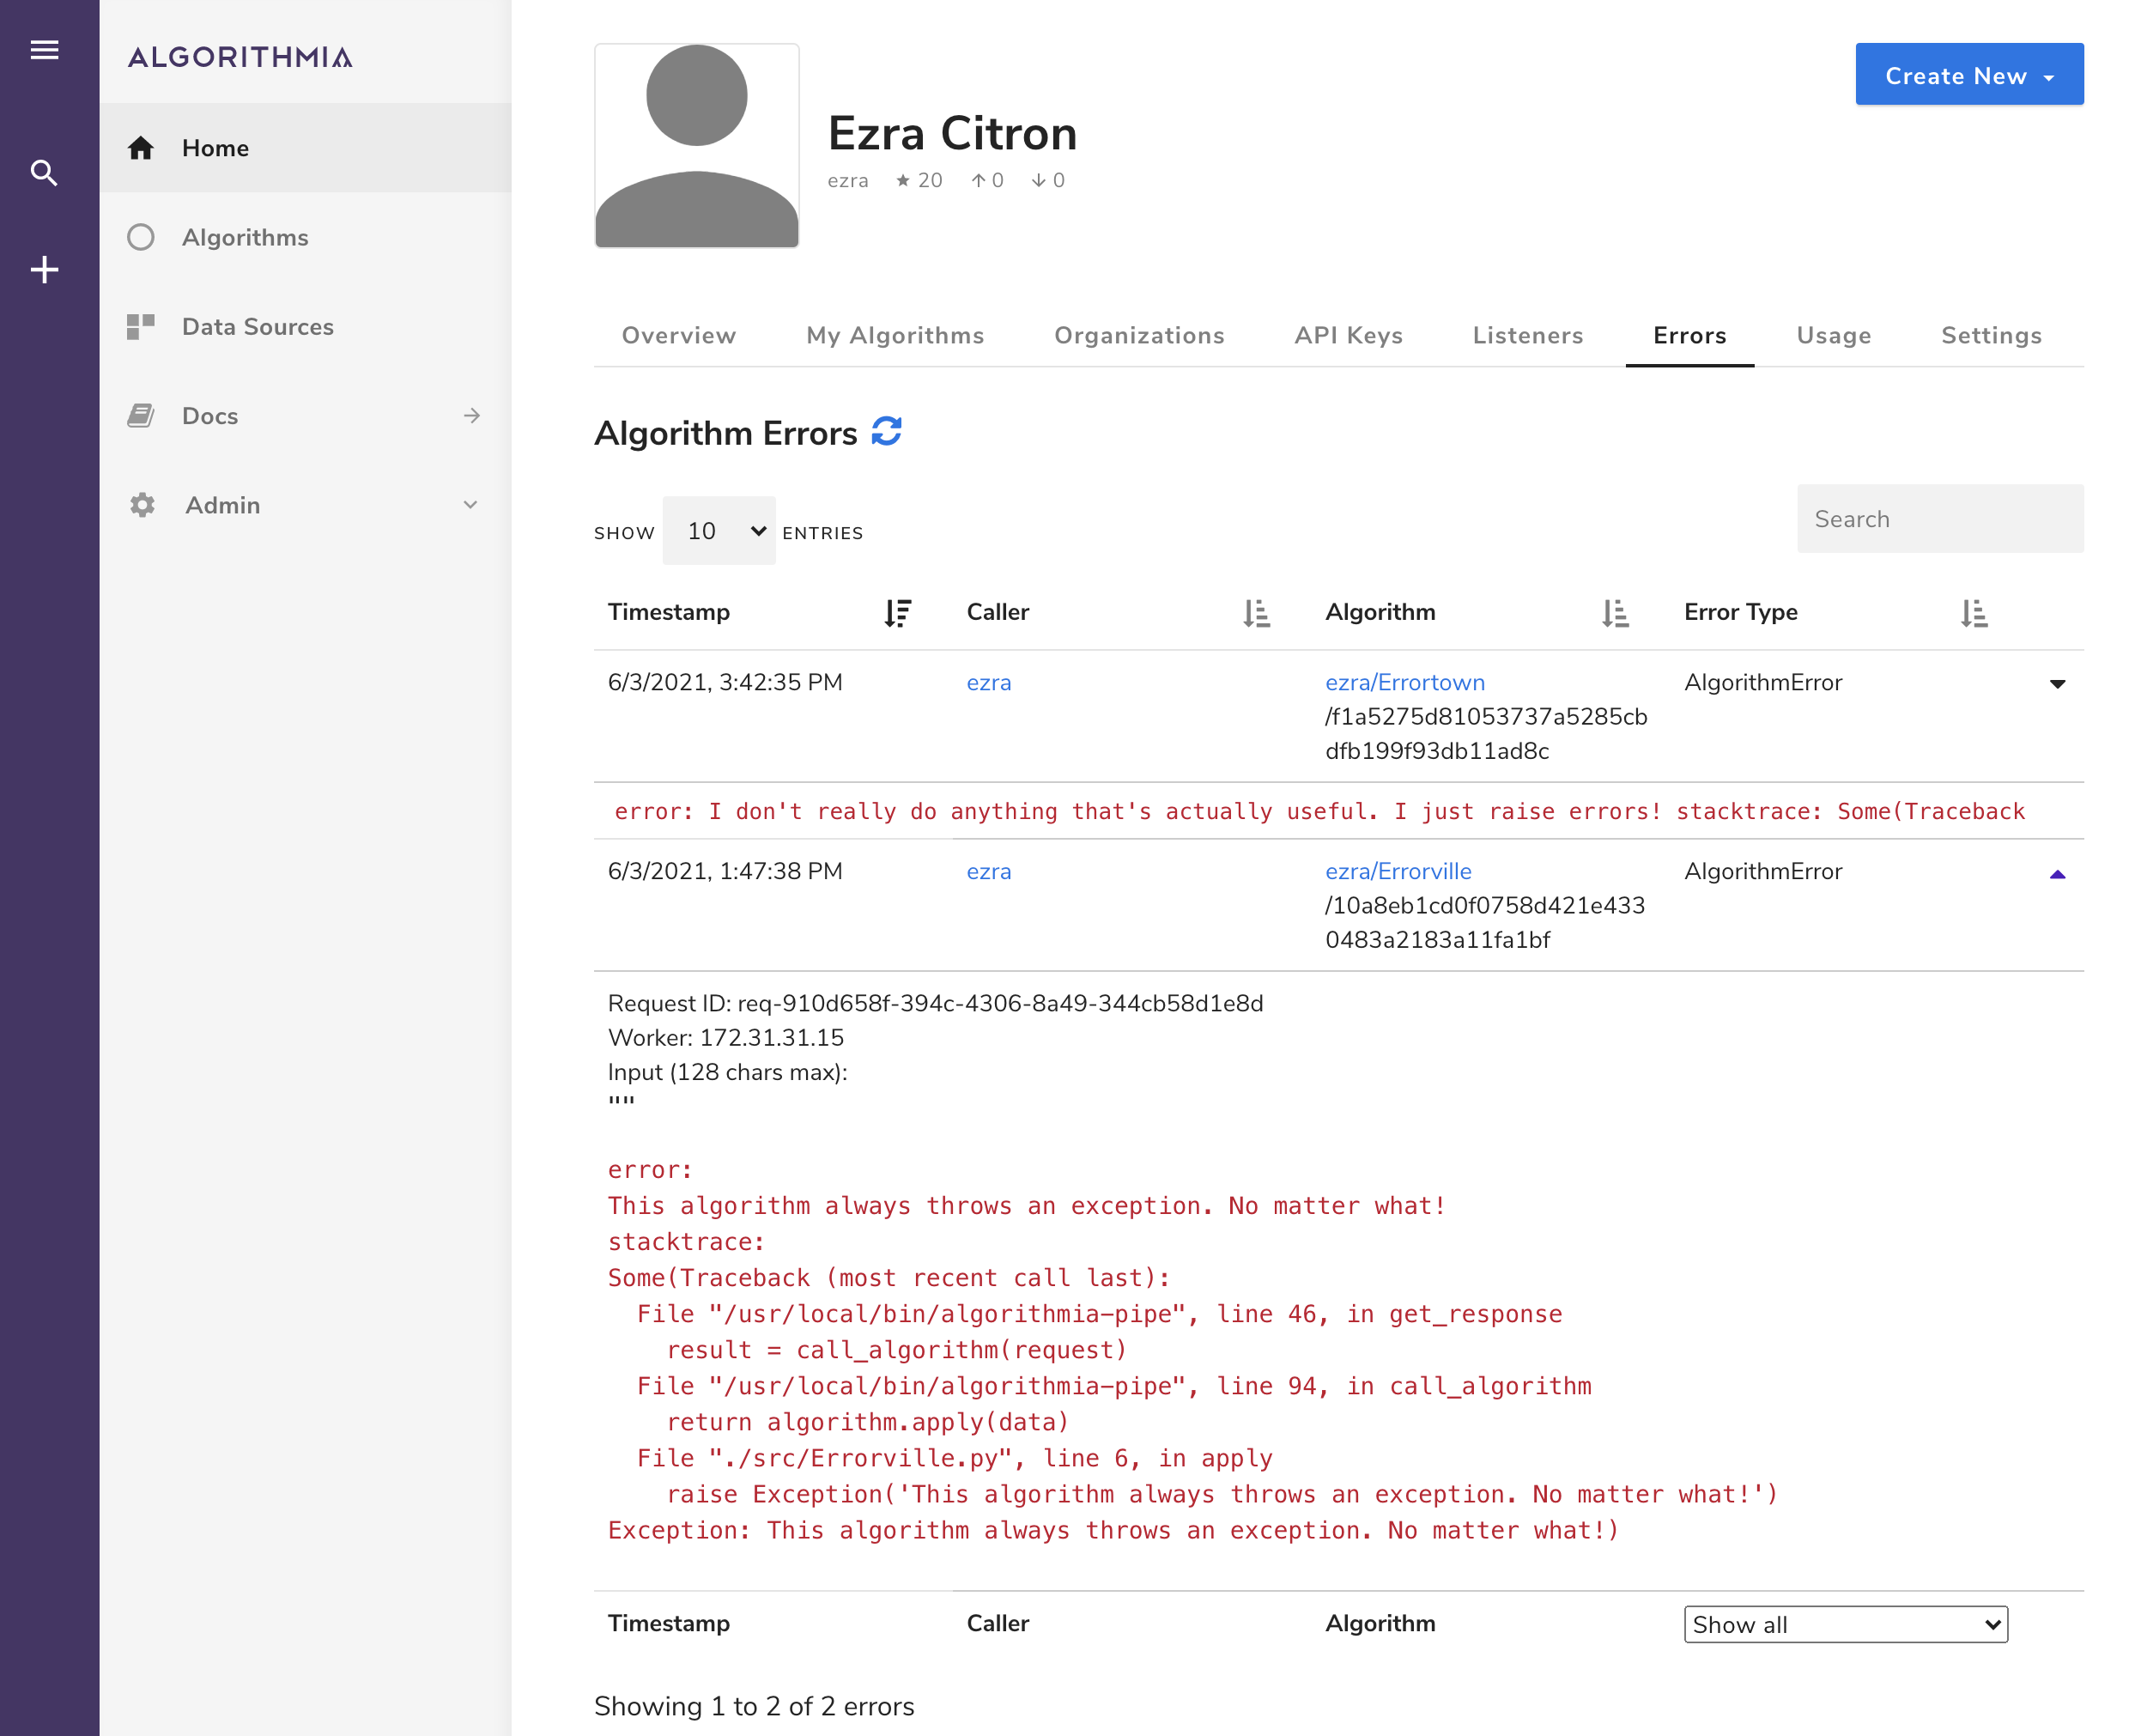 ALGORITHMIA
Home
Algorithms
Data Sources
Docs
Admin
Create New
Ezra Citron
ezra 20 0 0
Overview My Algorithms Organizations API Keys Listeners Errors Usage Settings
Algorithm Errors
SHOW 10 ENTRIES
Search
Timestamp Caller Algorithm Error Type
6/3/2021, 3:42:35 PM ezra ezra/Errortown AlgorithmError
/f1a5275d81053737a5285cb
dfb199f93db11ad8c
error: I don't really do anything that's actually useful. I just raise errors! stacktrace: Some(Traceback
6/3/2021, 1:47:38 PM ezra ezra/Errorville AlgorithmError
/10a8eb1cd0f0758d421e433
0483a2183a11fa1bf
Request ID: req-910d658f-394c-4306-8a49-344cb58d1e8d
Worker: 172.31.31.15
Input (128 chars max):
""
error:
This algorithm always throws an exception. No matter what!
stacktrace:
Some(Traceback (most recent call last):
  File "/usr/local/bin/algorithmia-pipe", line 46, in get_response
    result = call_algorithm(request)
  File "/usr/local/bin/algorithmia-pipe", line 94, in call_algorithm
    return algorithm.apply(data)
  File "./src/Errorville.py", line 6, in apply
    raise Exception('This algorithm always throws an exception. No matter what!')
Exception: This algorithm always throws an exception. No matter what!)
Timestamp Caller Algorithm Show all
Showing 1 to 2 of 2 errors